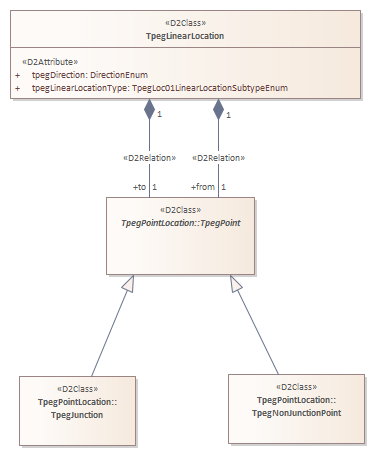 «D2Class»
TpegLinearLocation
«D2Attribute»
+ tpegDirection: DirectionEnum
+ tpegLinearLocationType: TpegLoc01LinearLocationSubtypeEnum
1 1
«D2Relation» «D2Relation»
+to 1 +from 1
«D2Class»
TpegPointLocation::TpegPoint
«D2Class»
TpegPointLocation::
TpegJunction
«D2Class»
TpegPointLocation::
TpegNonJunctionPoint